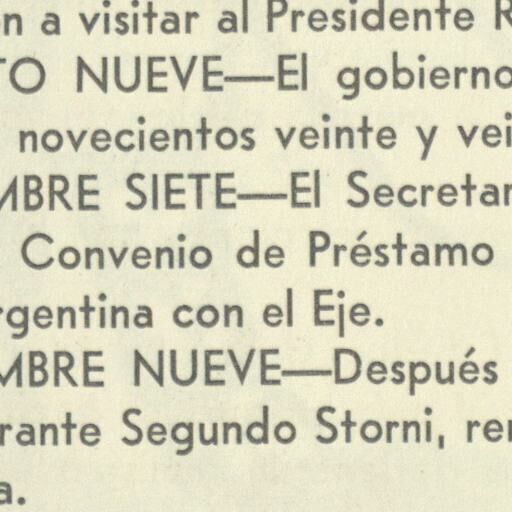 n a visitar al Presidente R
TO NUEVE—El gobierno
novecientos veinte y vei
MBRE SIETE—El Secretar
Convenio de Préstamo
rgentina con el Eje.
MBRE NUEVE—Después
rante Segundo Storni, ren
a.